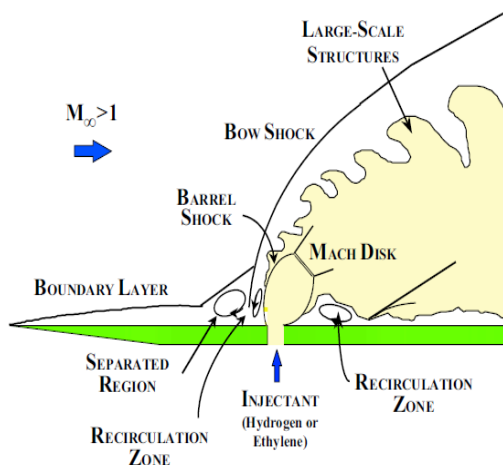 LARGE-SCALE
STRUCTURES
M∞>1
BOW SHOCK
BARREL
SHOCK
MACH DISK
BOUNDARY LAYER
SEPARATED
REGION
RECIRCULATION
ZONE
INJECTANT
(Hydrogen or
Ethylene)
RECIRCULATION
ZONE